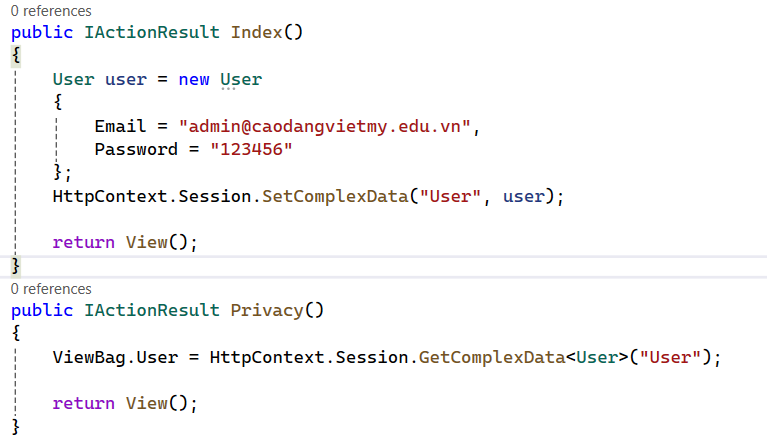 0 references
public IActionResult Index()
{
    User user = new User
    {
        Email = "admin@caodangvietmy.edu.vn",
        Password = "123456"
    };
    HttpContext.Session.SetComplexData("User", user);

    return View();
}
0 references
public IActionResult Privacy()
{
    ViewBag.User = HttpContext.Session.GetComplexData<User>("User");

    return View();
}